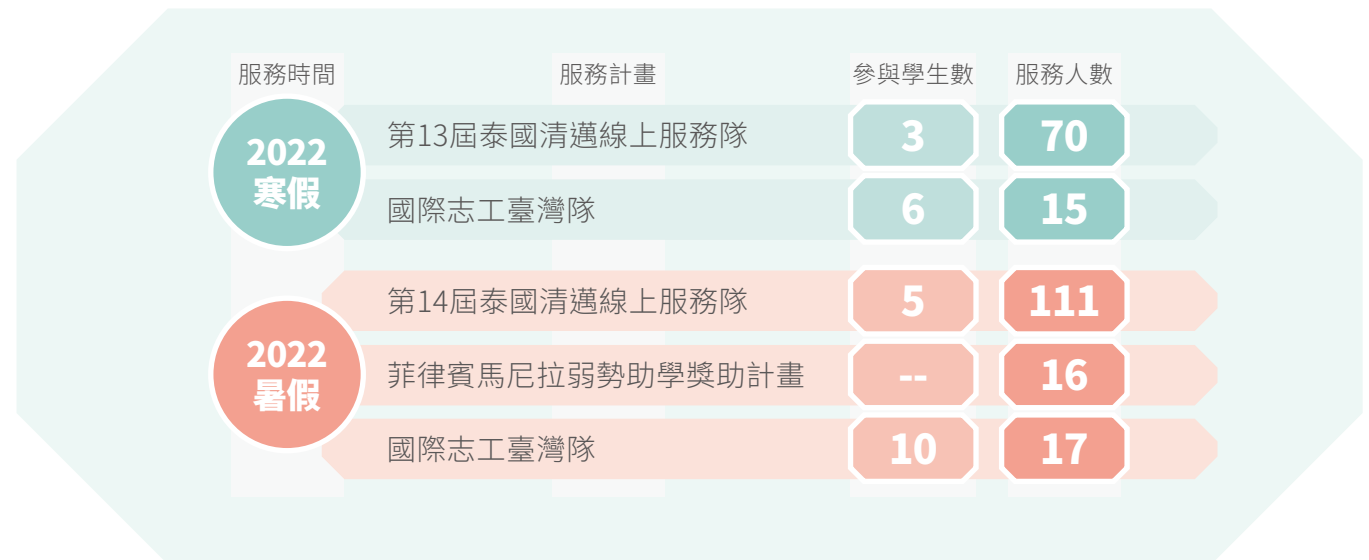 服務時間 服務計畫 參與學生數 服務人數
2022
寒假
第13屆泰國清邁線上服務隊 3 70
國際志工臺灣隊 6 15
2022
暑假
第14屆泰國清邁線上服務隊 5 111
菲律賓馬尼拉弱勢助學獎助計畫 -- 16
國際志工臺灣隊 10 17